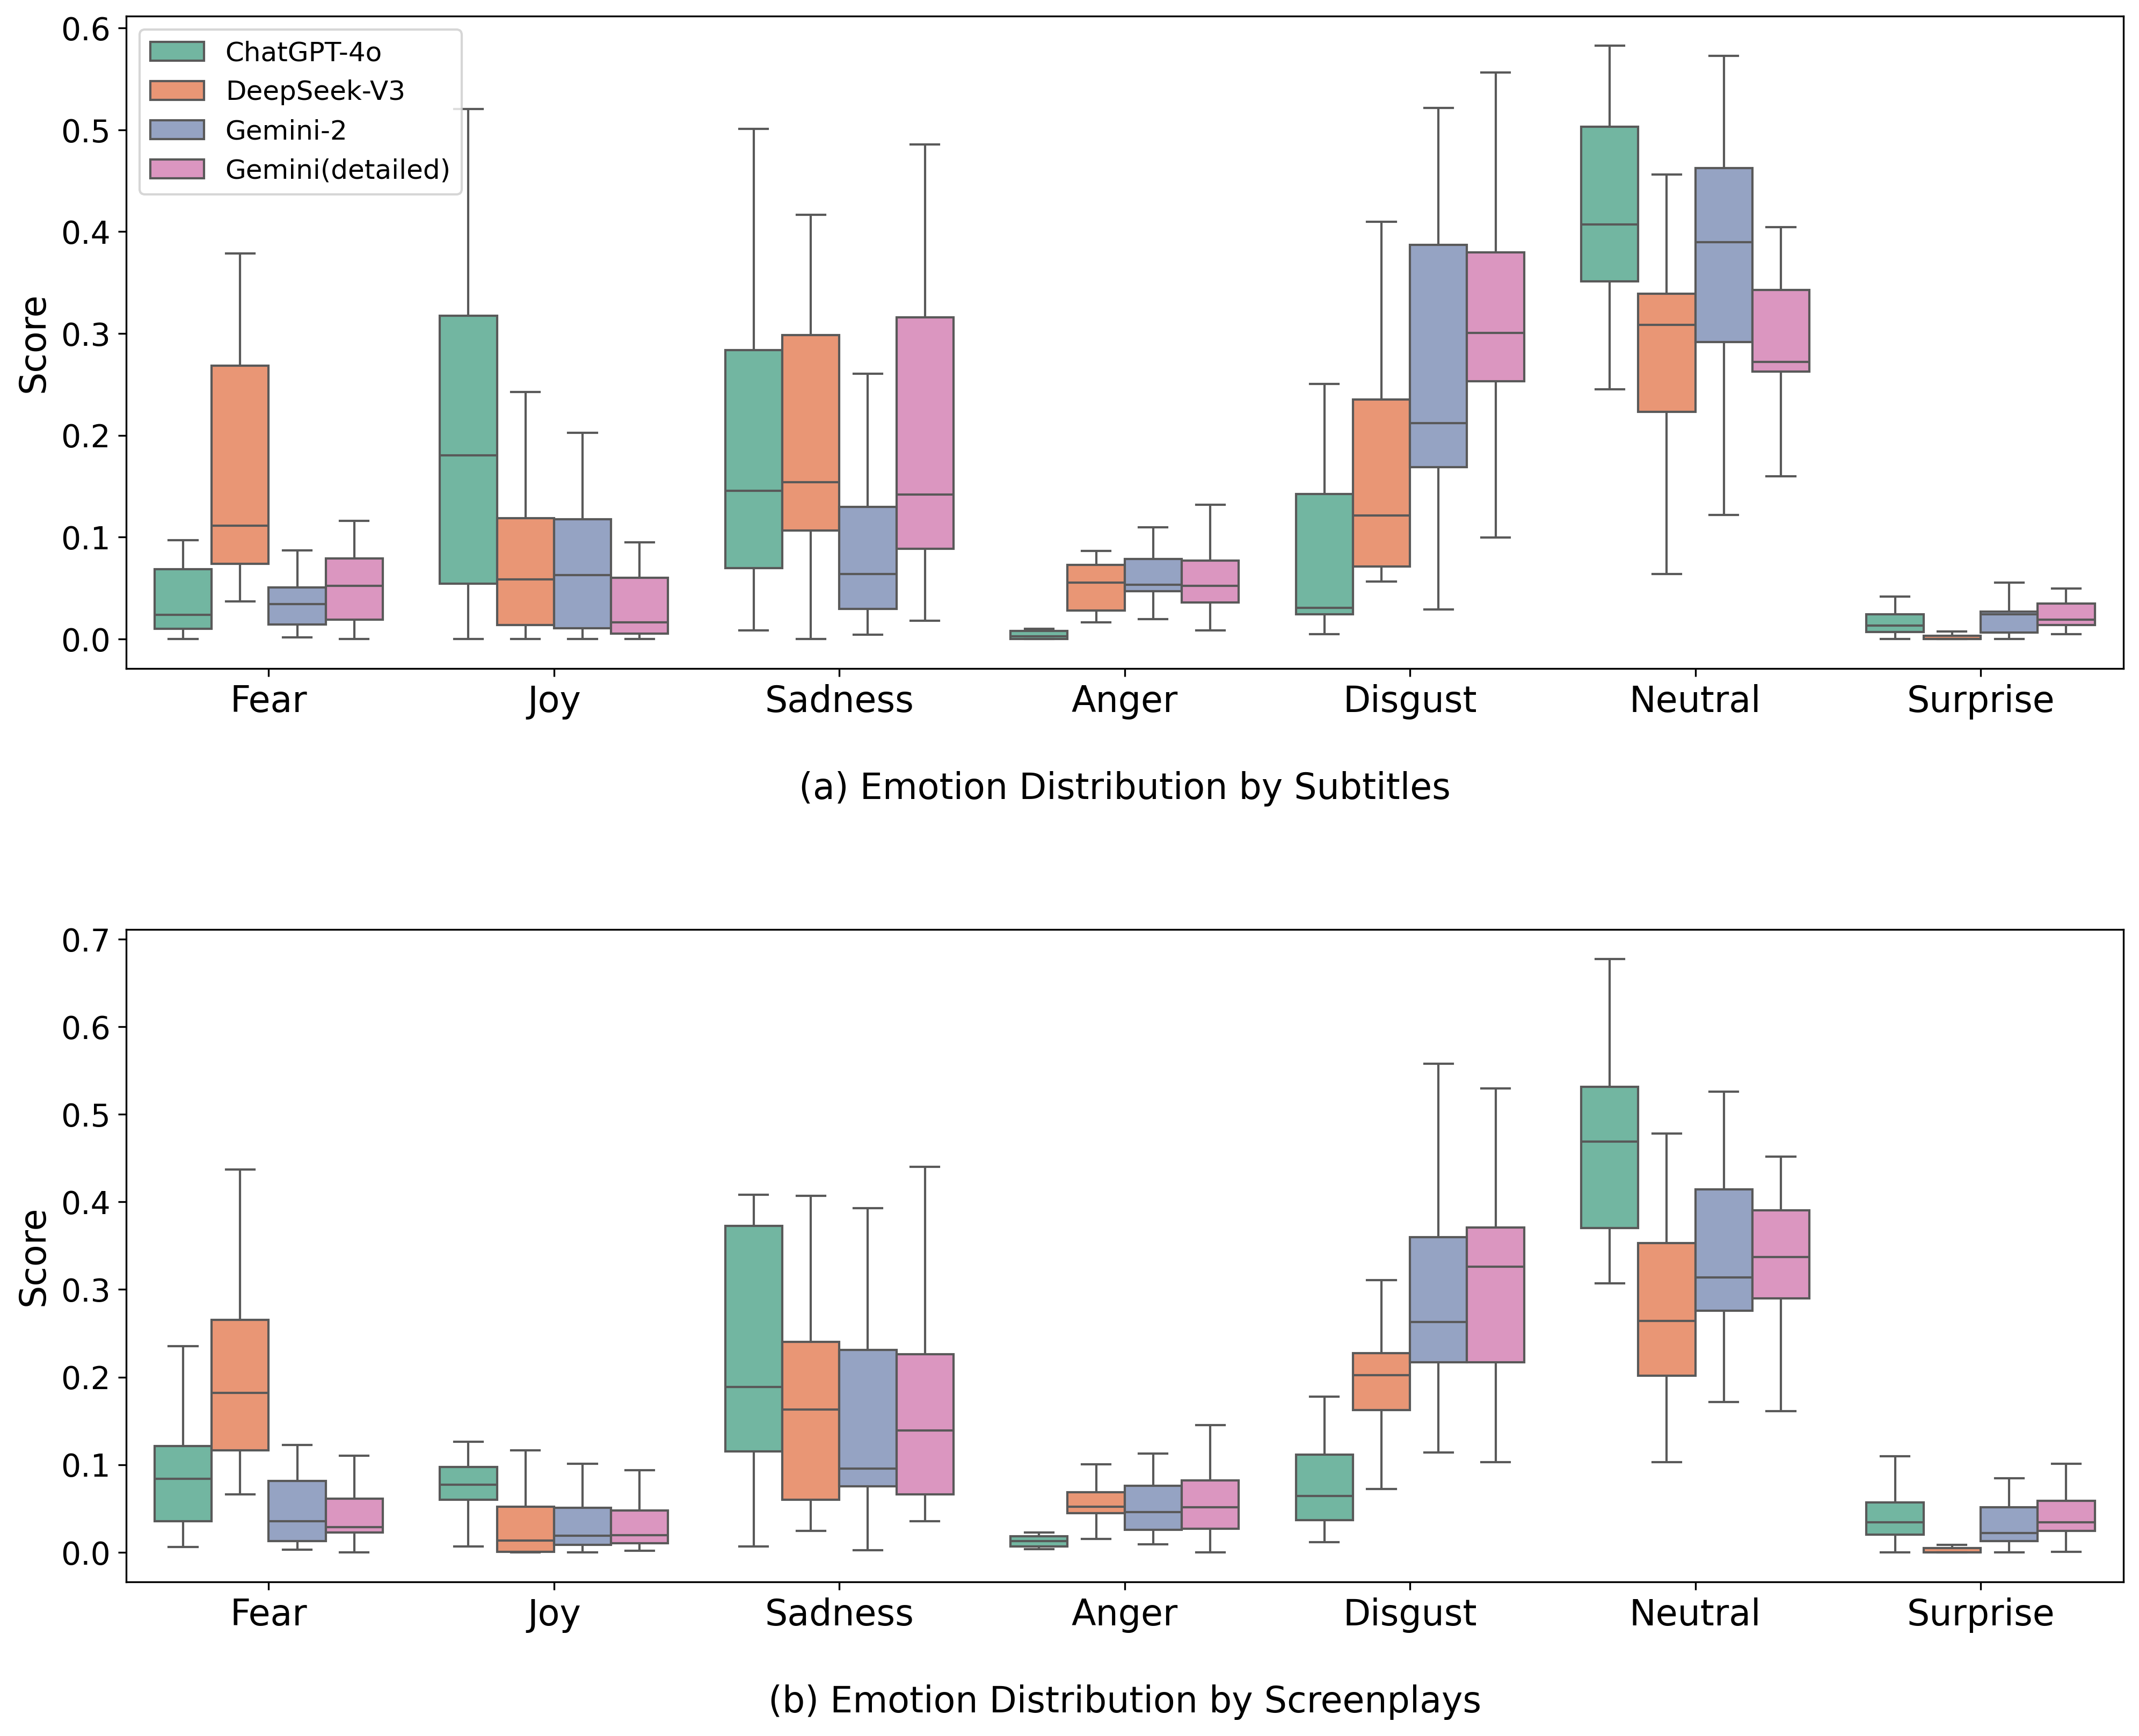 0.6
0.5
0.4
0.3
0.2
0.1
0.0
Score
ChatGPT-4o
DeepSeek-V3
Gemini-2
Gemini(detailed)
Fear Joy Sadness Anger Disgust Neutral Surprise
(a) Emotion Distribution by Subtitles
0.7
0.6
0.5
0.4
0.3
0.2
0.1
0.0
Score
Fear Joy Sadness Anger Disgust Neutral Surprise
(b) Emotion Distribution by Screenplays